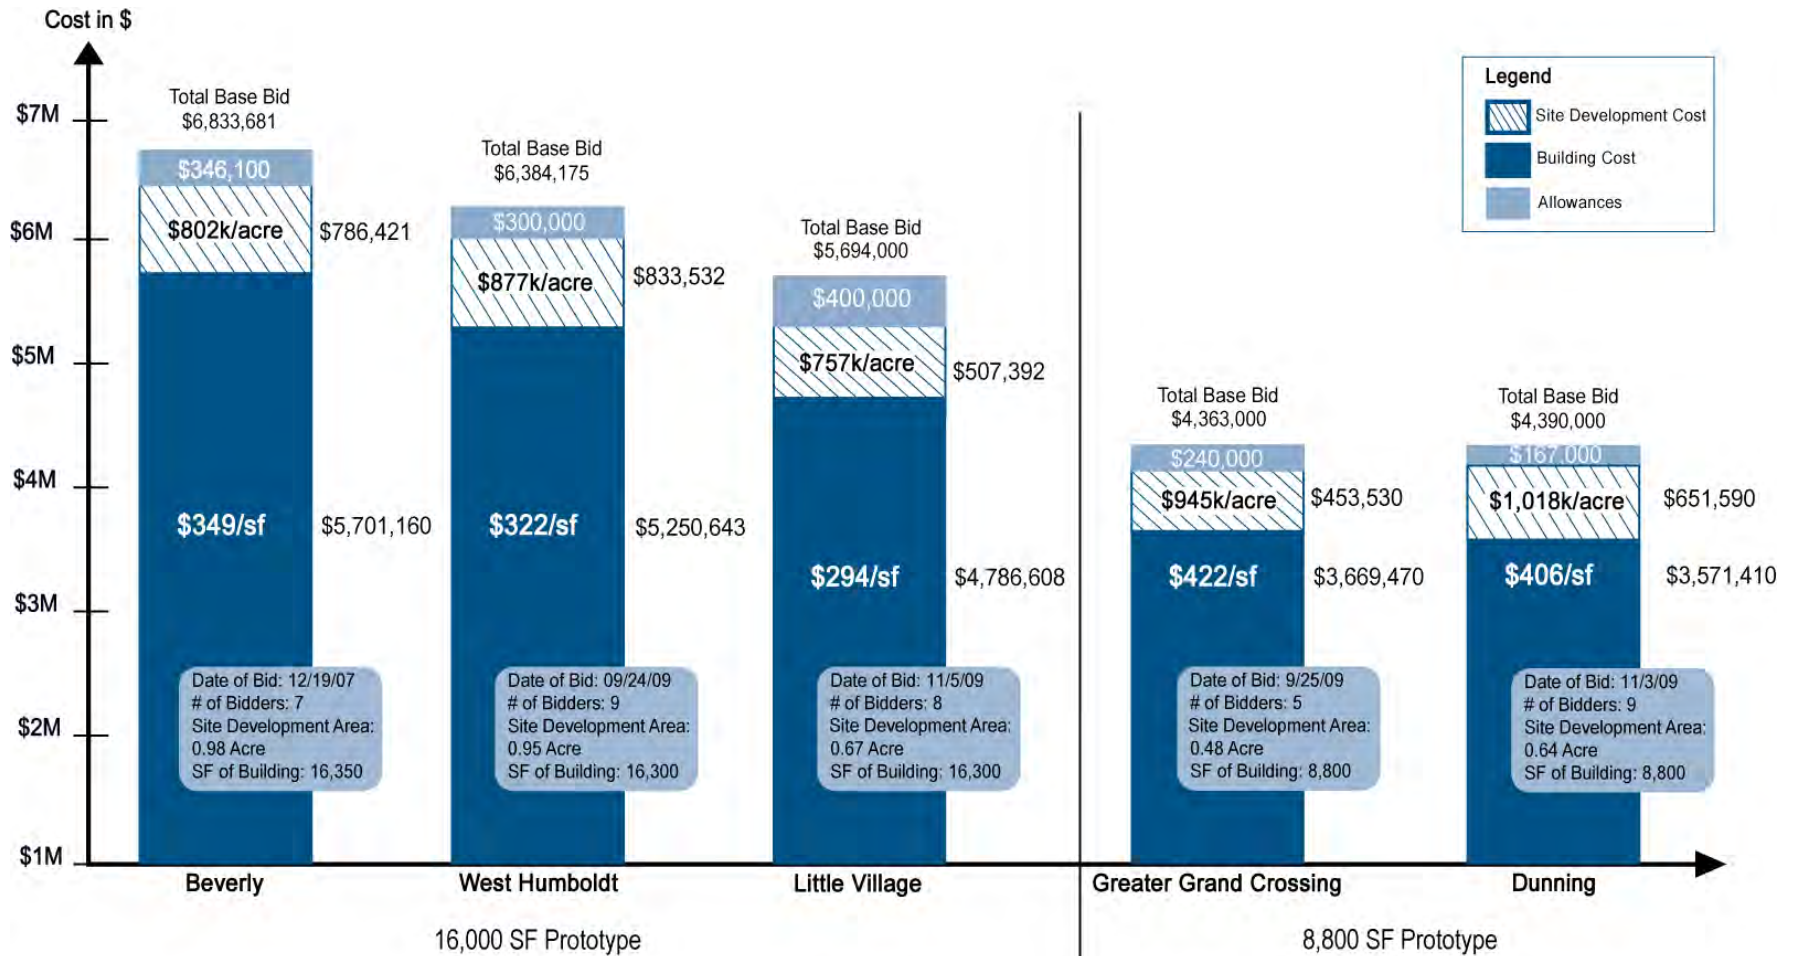 Cost in $
$7M
$6M
$5M
$4M
$3M
$2M
$1M
Legend
Site Development Cost
Building Cost
Allowances
Total Base Bid
$6,833,681
$346,100
$802k/acre
$786,421
$349/sf
$5,701,160
Date of Bid: 12/19/07
# of Bidders: 7
Site Development Area:
0.98 Acre
SF of Building: 16,350
Beverly
Total Base Bid
$6,384,175
$300,000
$877k/acre
$833,532
$322/sf
$5,250,643
Date of Bid: 09/24/09
# of Bidders: 9
Site Development Area:
0.95 Acre
SF of Building: 16,300
West Humboldt
Total Base Bid
$5,694,000
$400,000
$757k/acre
$507,392
$294/sf
$4,786,608
Date of Bid: 11/5/09
# of Bidders: 8
Site Development Area:
0.67 Acre
SF of Building: 16,300
Little Village
16,000 SF Prototype
Total Base Bid
$4,363,000
$240,000
$945k/acre
$453,530
$422/sf
$3,669,470
Date of Bid: 9/25/09
# of Bidders: 5
Site Development Area:
0.48 Acre
SF of Building: 8,800
Greater Grand Crossing
Total Base Bid
$4,390,000
$167,000
$1,018k/acre
$651,590
$406/sf
$3,571,410
Date of Bid: 11/3/09
# of Bidders: 9
Site Development Area:
0.64 Acre
SF of Building: 8,800
Dunning
8,800 SF Prototype